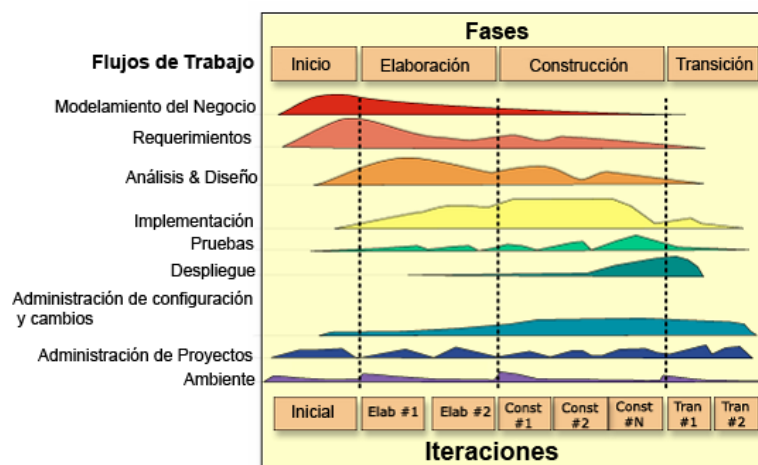 Fases
Flujos de Trabajo
Inicio
Elaboración
Construcción
Transición
Modelamiento del Negocio
Requerimientos
Análisis & Diseño
Implementación
Pruebas
Despliegue
Administración de configuración
y cambios
Administración de Proyectos
Ambiente
Inicial
Elab #1
Elab #2
Const
#1
Const
#2
Const
#N
Tran
#1
Tran
#2
Iteraciones